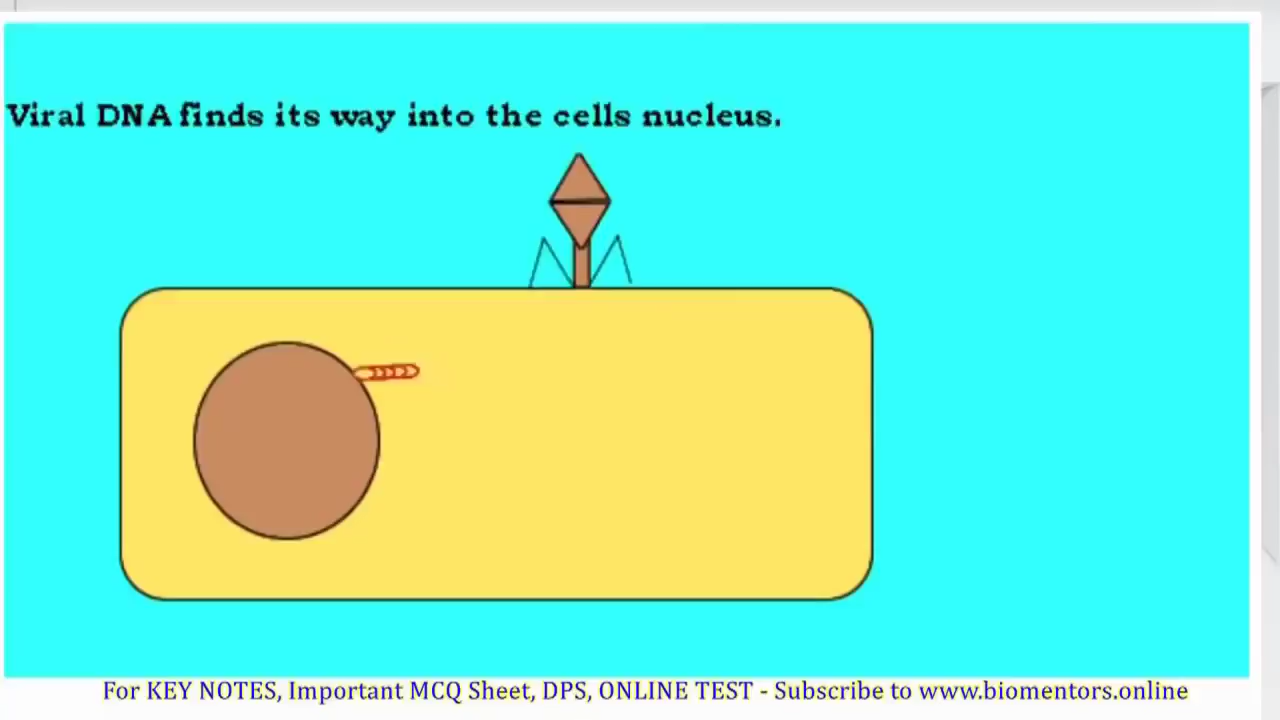 Viral DNA finds its way into the cells nucleus.
For KEY NOTES, Important MCQ Sheet, DPS, ONLINE TEST - Subscribe to www.biomentors.online